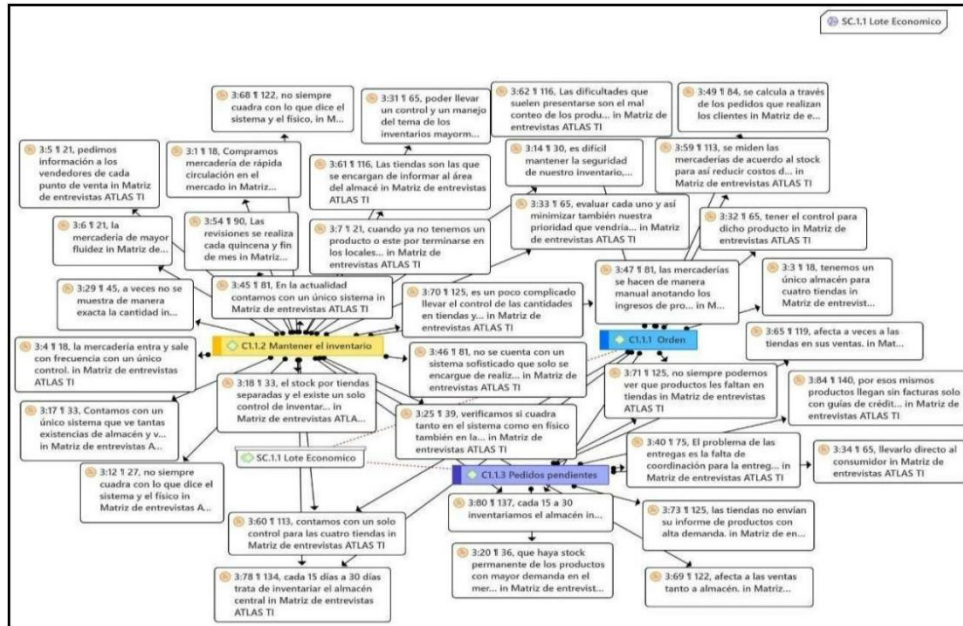 SC.1.1 Lote Economico
3:68 ¶ 122, no siempre
cuadra con lo que dice el
sistema y el físico, in M...
3:31 ¶ 65, poder llevar
un control y un manejo
del tema de los
inventarios mayorm...
3:62 ¶ 116, Las dificultades que
suelen presentarse son el mal
conteo de los produ... in Matriz
de entrevistas ATLAS TI
3:49 ¶ 84, se calcula a través
de los pedidos que realizan
los clientes in Matriz de e...
3:5 ¶ 21, pedimos
información a los
vendedores de cada
punto de venta in Matriz
de entrevistas ATLAS TI
3:1 ¶ 18, Compramos
mercadería de rápida
circulación en el
mercado in Matriz...
3:61 ¶ 116, Las tiendas son las que
se encargan de informar al área
del almacé in Matriz de entrevistas
ATLAS TI
3:14 ¶ 30, es difícil
mantener la seguridad
de nuestro inventario,...
3:59 ¶ 113, se miden las
mercaderías de acuerdo al stock
para así reducir costos d...
in Matriz de entrevistas ATLAS TI
3:6 ¶ 21, la
mercadería de mayor
fluidez in Matriz de...
3:54 ¶ 90, Las
revisiones se realiza
cada quincena y fin
de mes in Matriz...
3:7 ¶ 21, cuando ya no tenemos un
producto o este por terminarse en
los locales... in Matriz de
entrevistas ATLAS TI
3:33 ¶ 65, evaluar cada uno y así
minimizar también nuestra
prioridad que vendría... in Matriz
de entrevistas ATLAS TI
3:32 ¶ 65, tener el control para
dicho producto in Matriz de
entrevistas ATLAS TI
3:29 ¶ 45, a veces no se
muestra de manera
exacta la cantidad in...
3:45 ¶ 81, En la actualidad
contamos con un único sistema in
Matriz de entrevistas ATLAS TI
3:70 ¶ 125, es un poco complicado
llevar el control de las cantidades
en tiendas y... in Matriz de
entrevistas ATLAS TI
3:47 ¶ 81, las mercaderías
se hacen de manera
manual anotando los
ingresos de pro... in M...
3:3 ¶ 18, tenemos un
único almacén para
cuatro tiendas in
Matriz de entrevist...
3:4 ¶ 18, la mercadería entra y sale
con frecuencia con un único
control. in Matriz de entrevistas
ATLAS TI
C1.1.2 Mantener el inventario
C1.1.1 Orden
3:65 ¶ 119, afecta a veces a las
tiendas en sus ventas. in Mat...
3:46 ¶ 81, no se cuenta con un
sistema sofisticado que solo se
encargue de realiz... in Matriz de
entrevistas ATLAS TI
3:18 ¶ 33, el stock por tiendas
separadas y el existe un solo
control de inventar... in Matriz
de entrevistas ATLA...
3:71 ¶ 125, no siempre podemos
ver que productos les faltan en
tiendas in Matriz de entrevistas
ATLAS TI
3:84 ¶ 140, por esos mismos
productos llegan sin facturas solo
con guías de crédit... in Matriz de
entrevistas ATLAS TI
3:17 ¶ 33, Contamos con un
único sistema que ve tantas
existencias de almacén y v...
in Matriz de entrevistas A...
3:25 ¶ 39, verificamos si cuadra
tanto en el sistema como en físico
también en la... in Matriz de
entrevistas ATLAS TI
3:40 ¶ 75, El problema de las
entregas es la falta de
coordinación para la entreg... in
Matriz de entrevistas ATLAS TI
3:34 ¶ 65, llevarlo directo al
consumidor in Matriz de
entrevistas ATLAS TI
SC.1.1 Lote Economico
3:12 ¶ 27, no siempre
cuadra con lo que dice el
sistema y el físico in Matriz
de entrevistas A...
C1.1.3 Pedidos pendientes
3:80 ¶ 137, cada 15 a 30
inventariamos el almacén in...
3:73 ¶ 125, las tiendas no envían
su informe de productos con
alta demanda. in Matriz de en...
3:60 ¶ 113, contamos con un solo
control para las cuatro tiendas in
Matriz de entrevistas ATLAS TI
3:20 ¶ 36, que haya stock
permanente de los productos
con mayor demanda en el
mer... in Matriz de entrevist...
3:78 ¶ 134, cada 15 días a 30 días
trata de inventariar el almacén
central in Matriz de entrevistas
ATLAS TI
3:69 ¶ 122, afecta a las ventas
tanto a almacén. in Matriz...